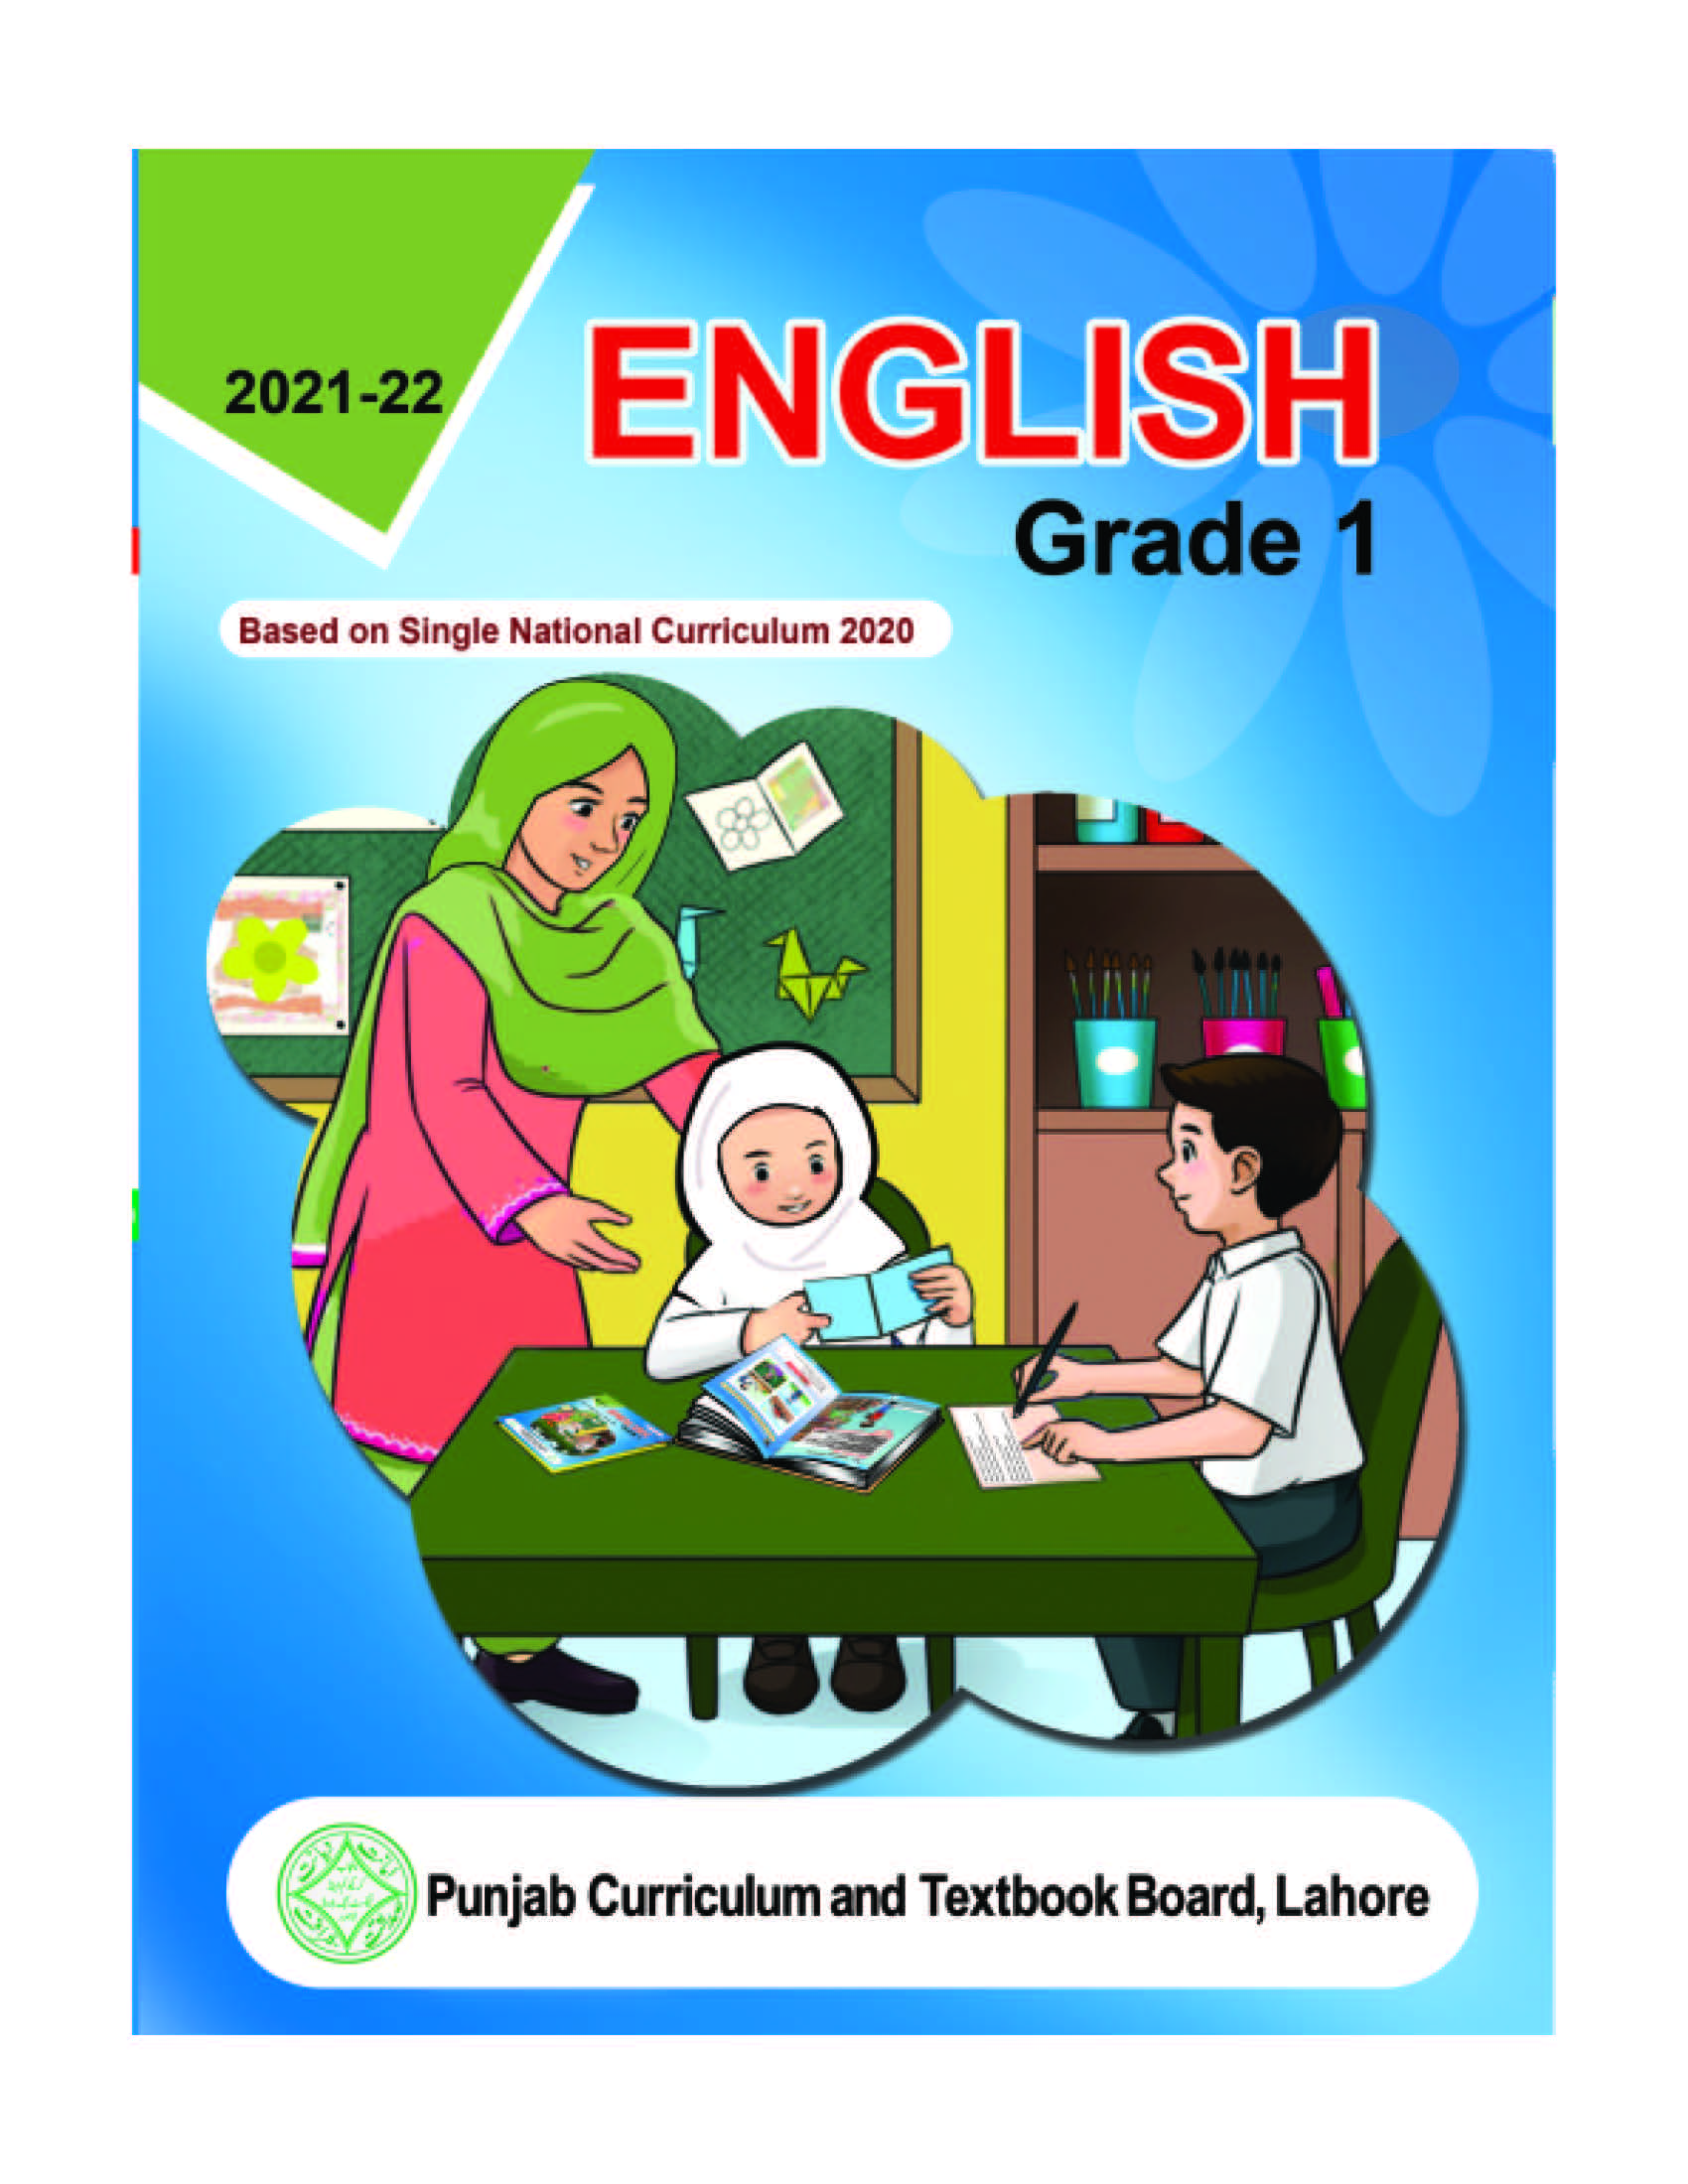 2021-22
ENGLISH
Grade 1
Based on Single National Curriculum 2020
Punjab Curriculum and Textbook Board, Lahore